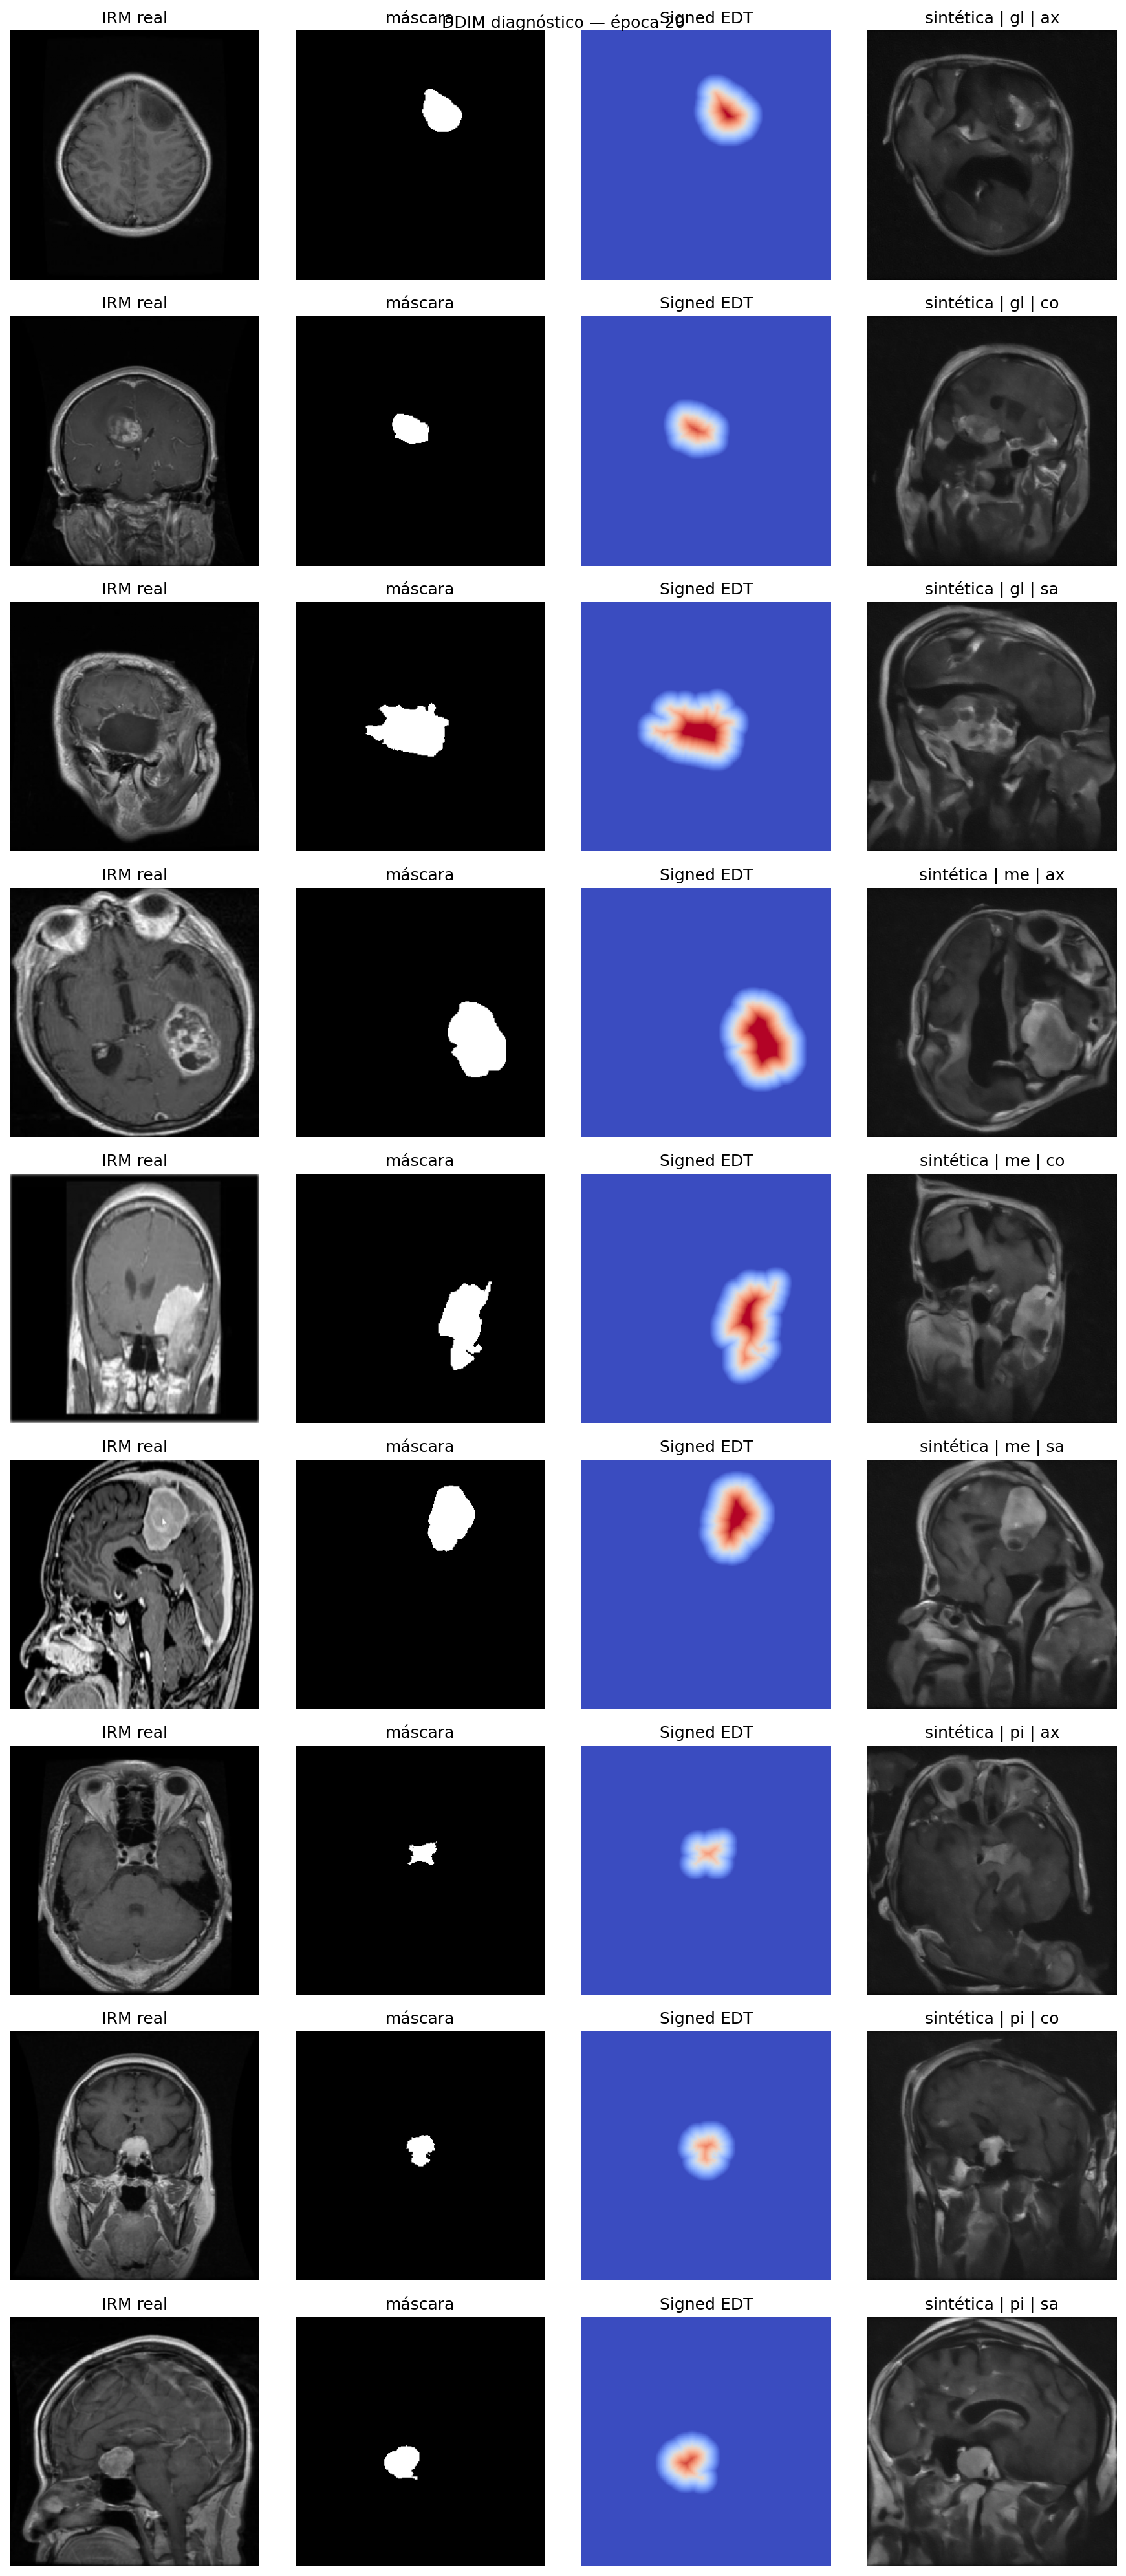 DDIM diagnóstico — época 20
IRM real máscara Signed EDT sintética | gl | ax
IRM real máscara Signed EDT sintética | gl | co
IRM real máscara Signed EDT sintética | gl | sa
IRM real máscara Signed EDT sintética | me | ax
IRM real máscara Signed EDT sintética | me | co
IRM real máscara Signed EDT sintética | me | sa
IRM real máscara Signed EDT sintética | pi | ax
IRM real máscara Signed EDT sintética | pi | co
IRM real máscara Signed EDT sintética | pi | sa